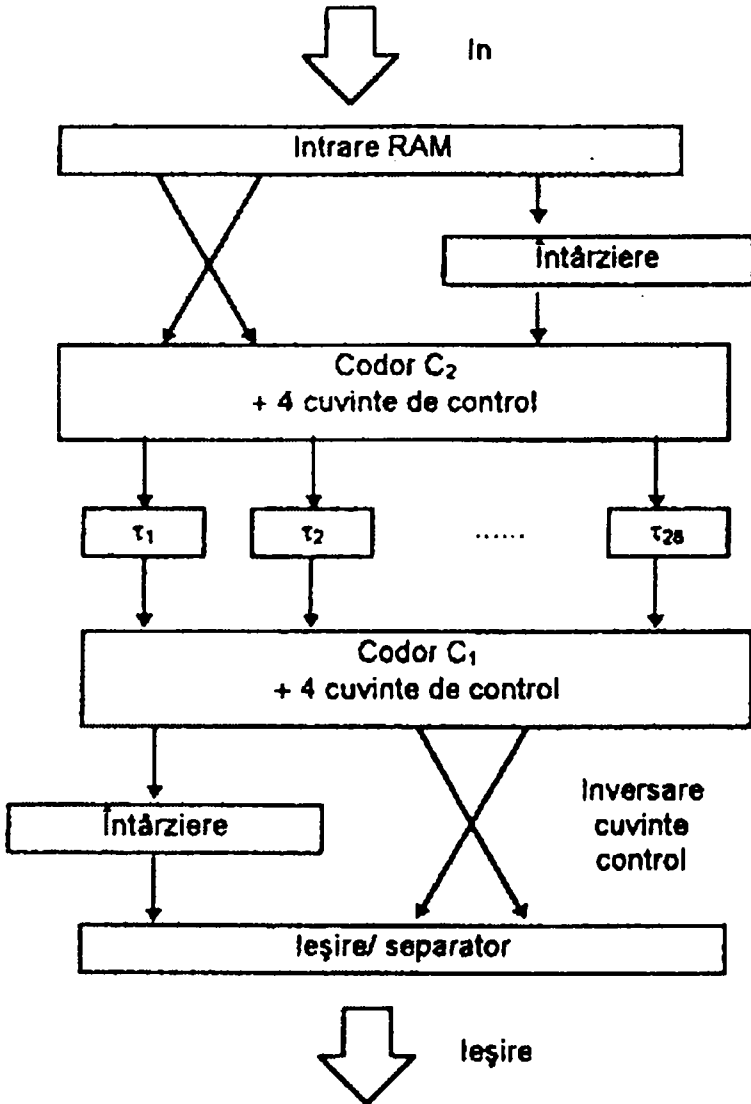 In
Intrare RAM
Întârziere
Codor C₂
+ 4 cuvinte de control
τ₁ τ₂ ...... τ₂₈
Codor C₁
+ 4 cuvinte de control
Întârziere
Inversare
cuvinte
control
Ieşire/ separator
Ieşire